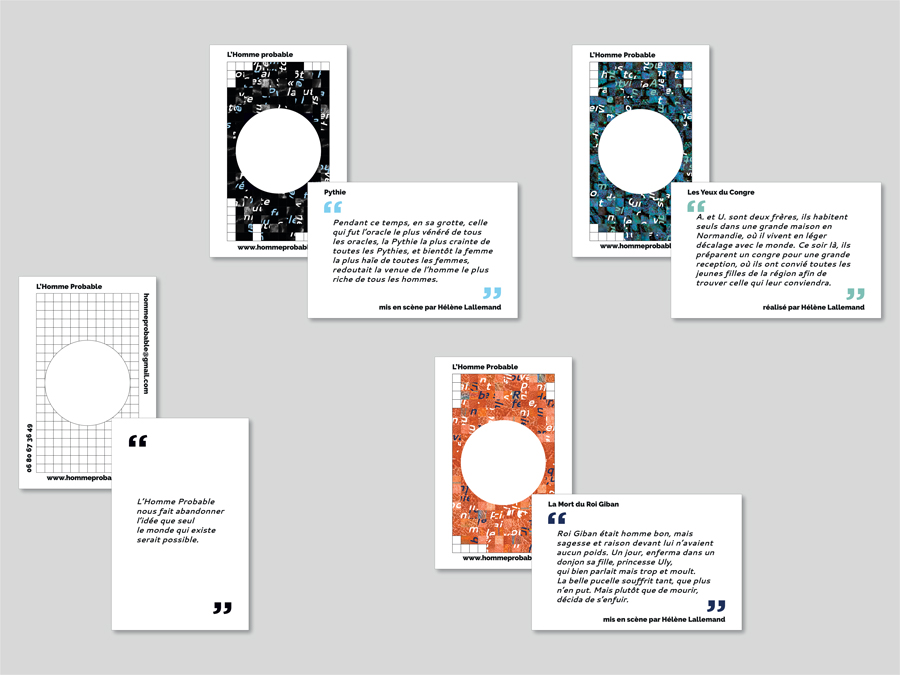 L'Homme probable
www.hommeprobabl
Pythie
“
Pendant ce temps, en sa grotte, celle
qui fut l'oracle le plus vénéré de tous
les oracles, la Pythie la plus crainte de
toutes les Pythies, et bientôt la femme
la plus haïe de toutes les femmes,
redoutait la venue de l'homme le plus
riche de tous les hommes.
”
mis en scène par Hélène Lallemand
L'Homme Probable
www.hommeprobabl
Les Yeux du Congre
“
A. et U. sont deux frères, ils habitent
seuls dans une grande maison en
Normandie, où il vivent en léger
décalage avec le monde. Ce soir là, ils
préparent un congre pour une grande
reception, où ils ont convié toutes les
jeunes filles de la région afin de
trouver celle qui leur conviendra.
”
réalisé par Hélène Lallemand
L'Homme Probable
hommeprobable@gmail.com
06 80 67 36 49
www.hommeprobab
“
L'Homme Probable
nous fait abandonner
l'idée que seul
le monde qui existe
serait possible.
”
L'Homme Probable
www.hommeprobabl
La Mort du Roi Giban
“
Roi Giban était homme bon, mais
sagesse et raison devant lui n'avaient
aucun poids. Un jour, enferma dans un
donjon sa fille, princesse Uly,
qui bien parlait mais trop et moult.
La belle pucelle souffrit tant, que plus
n'en put. Mais plutôt que de mourir,
décida de s'enfuir.
”
mis en scène par Hélène Lallemand